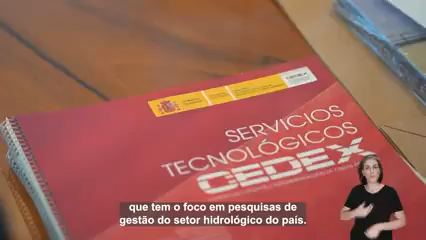 SERVICIOS
TECNOLÓGICOS
CEDEX
que tem o foco em pesquisas de
gestão do setor hidrológico do país.